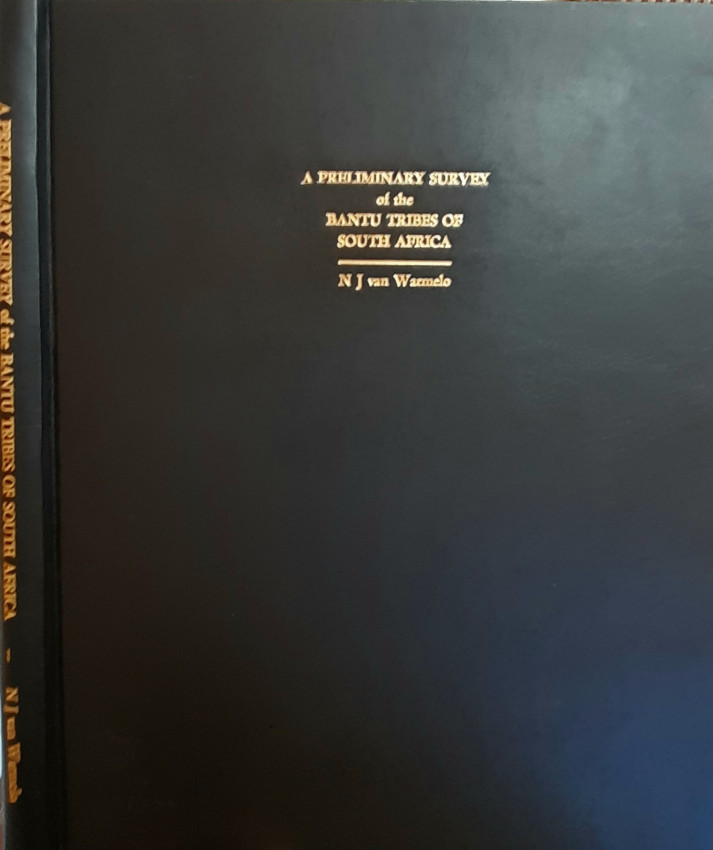 A PRELIMINARY SURVEY
of the
BANTU TRIBES OF
SOUTH AFRICA
N J van Warmelo
A PRELIMINARY SURVEY of the BANTU TRIBES OF SOUTH AFRICA - N J van Warmelo